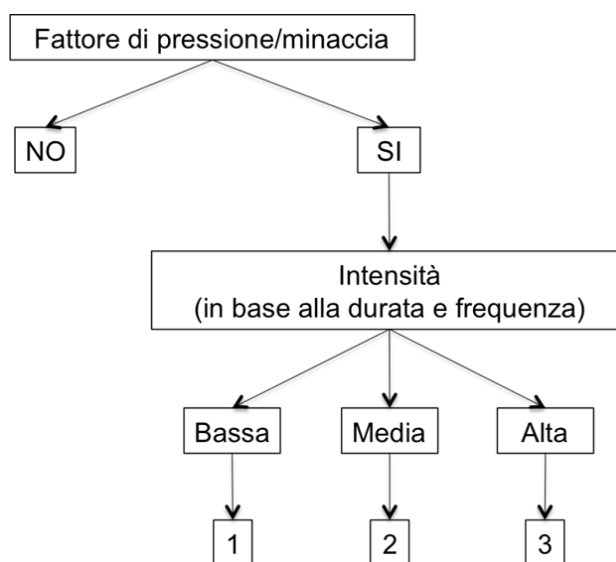 Fattore di pressione/minaccia
NO
SI
Intensità
(in base alla durata e frequenza)
Bassa
Media
Alta
1
2
3